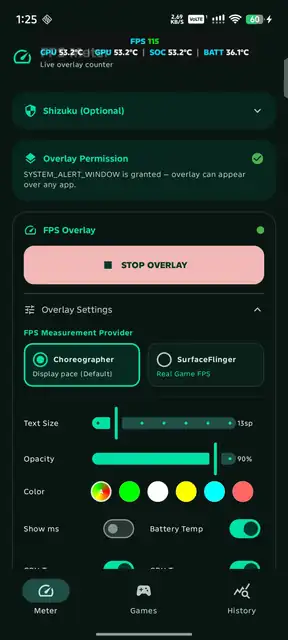 1:25
2.69 KB/S
VoLTE
60
FPS 115
CPU 53.2°C | GPU 53.2°C | SOC 53.2°C | BATT 36.1°C
Live overlay counter
Shizuku (Optional)
Overlay Permission
SYSTEM_ALERT_WINDOW is granted — overlay can appear
over any app.
FPS Overlay
STOP OVERLAY
Overlay Settings
FPS Measurement Provider
Choreographer
Display pace (Default)
SurfaceFlinger
Real Game FPS
Text Size
13sp
Opacity
90%
Color
Show ms
Battery Temp
Meter
Games
History